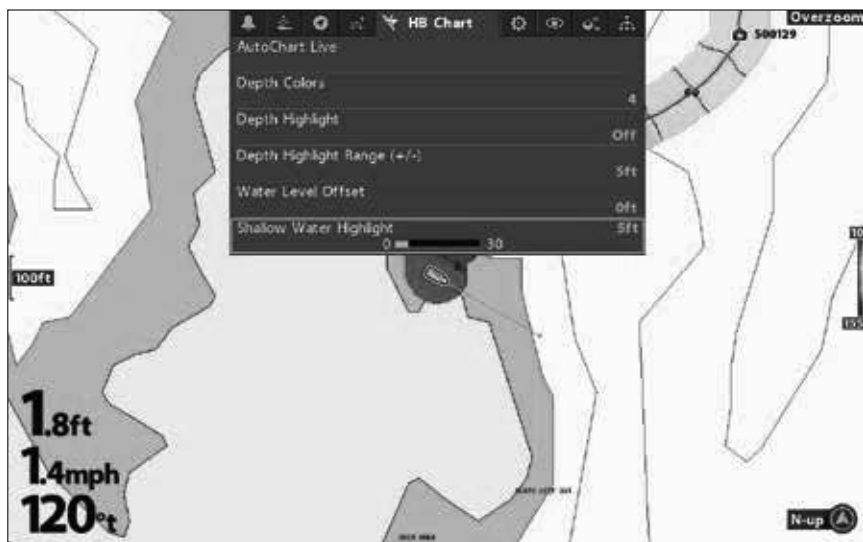 HB Chart
Overzoom
S00129
AutoChart Live
Depth Colors
4
Depth Highlight
Off
Depth Highlight Range (+/-)
5ft
Water Level Offset
0ft
Shallow Water Highlight 5ft
0 30
100ft
1.8ft
1.4mph
120°t
N-up